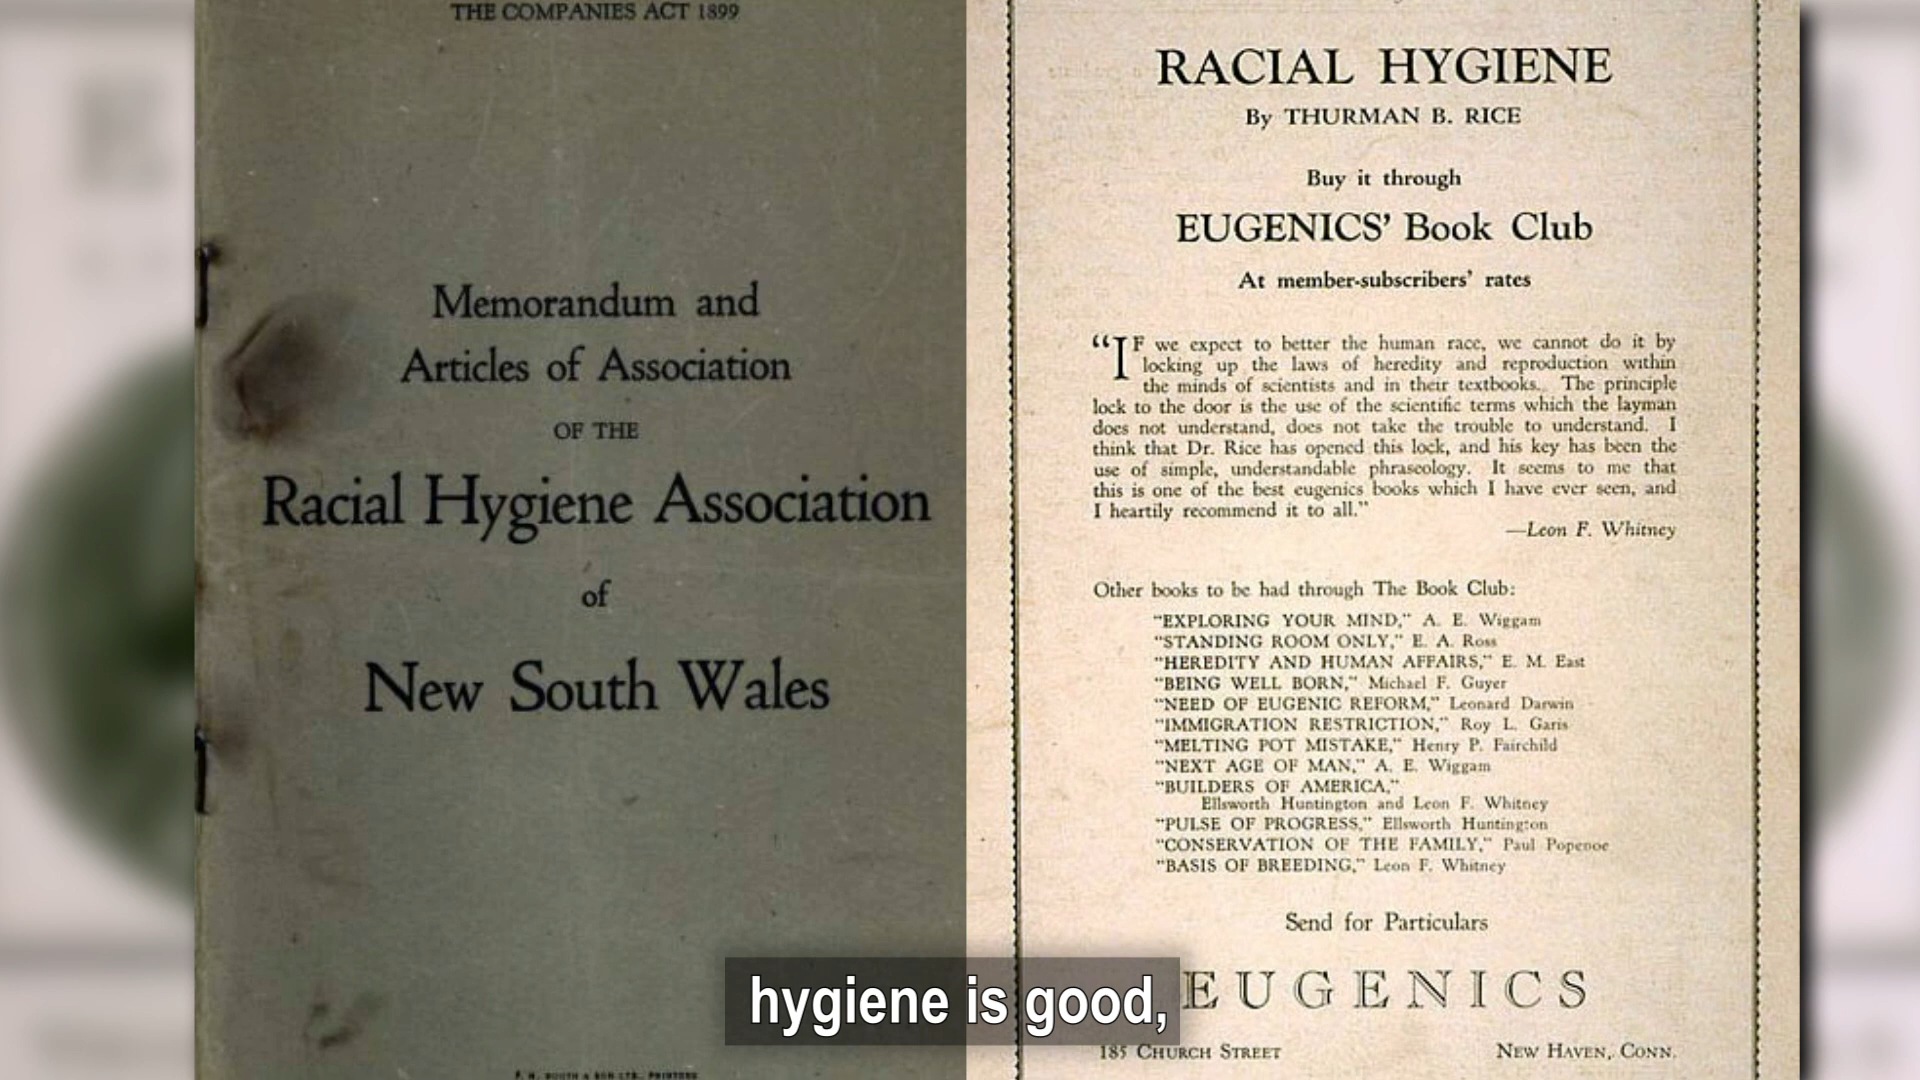 THE COMPANIES ACT 1899
Memorandum and
Articles of Association
OF THE
Racial Hygiene Association
of
New South Wales
F. W. BOOTH & SON LTD., PRINTERS
RACIAL HYGIENE
By THURMAN B. RICE
Buy it through
EUGENICS' Book Club
At member-subscribers' rates
"IF we expect to better the human race, we cannot do it by
locking up the laws of heredity and reproduction within
the minds of scientists and in their textbooks. The principle
lock to the door is the use of the scientific terms which the layman
does not understand, does not take the trouble to understand. I
think that Dr. Rice has opened this lock, and his key has been the
use of simple, understandable phraseology. It seems to me that
this is one of the best eugenics books which I have ever seen, and
I heartily recommend it to all."
—Leon F. Whitney
Other books to be had through The Book Club:
"EXPLORING YOUR MIND," A. E. Wiggam
"STANDING ROOM ONLY," E. A. Ross
"HEREDITY AND HUMAN AFFAIRS," E. M. East
"BEING WELL BORN," Michael F. Guyer
"NEED OF EUGENIC REFORM," Leonard Darwin
"IMMIGRATION RESTRICTION," Roy L. Garis
"MELTING POT MISTAKE," Henry P. Fairchild
"NEXT AGE OF MAN," A. E. Wiggam
"BUILDERS OF AMERICA,"
Ellsworth Huntington and Leon F. Whitney
"PULSE OF PROGRESS," Ellsworth Huntington
"CONSERVATION OF THE FAMILY," Paul Popenoe
"BASIS OF BREEDING," Leon F. Whitney
Send for Particulars
EUGENICS
185 CHURCH STREET NEW HAVEN, CONN.
hygiene is good,